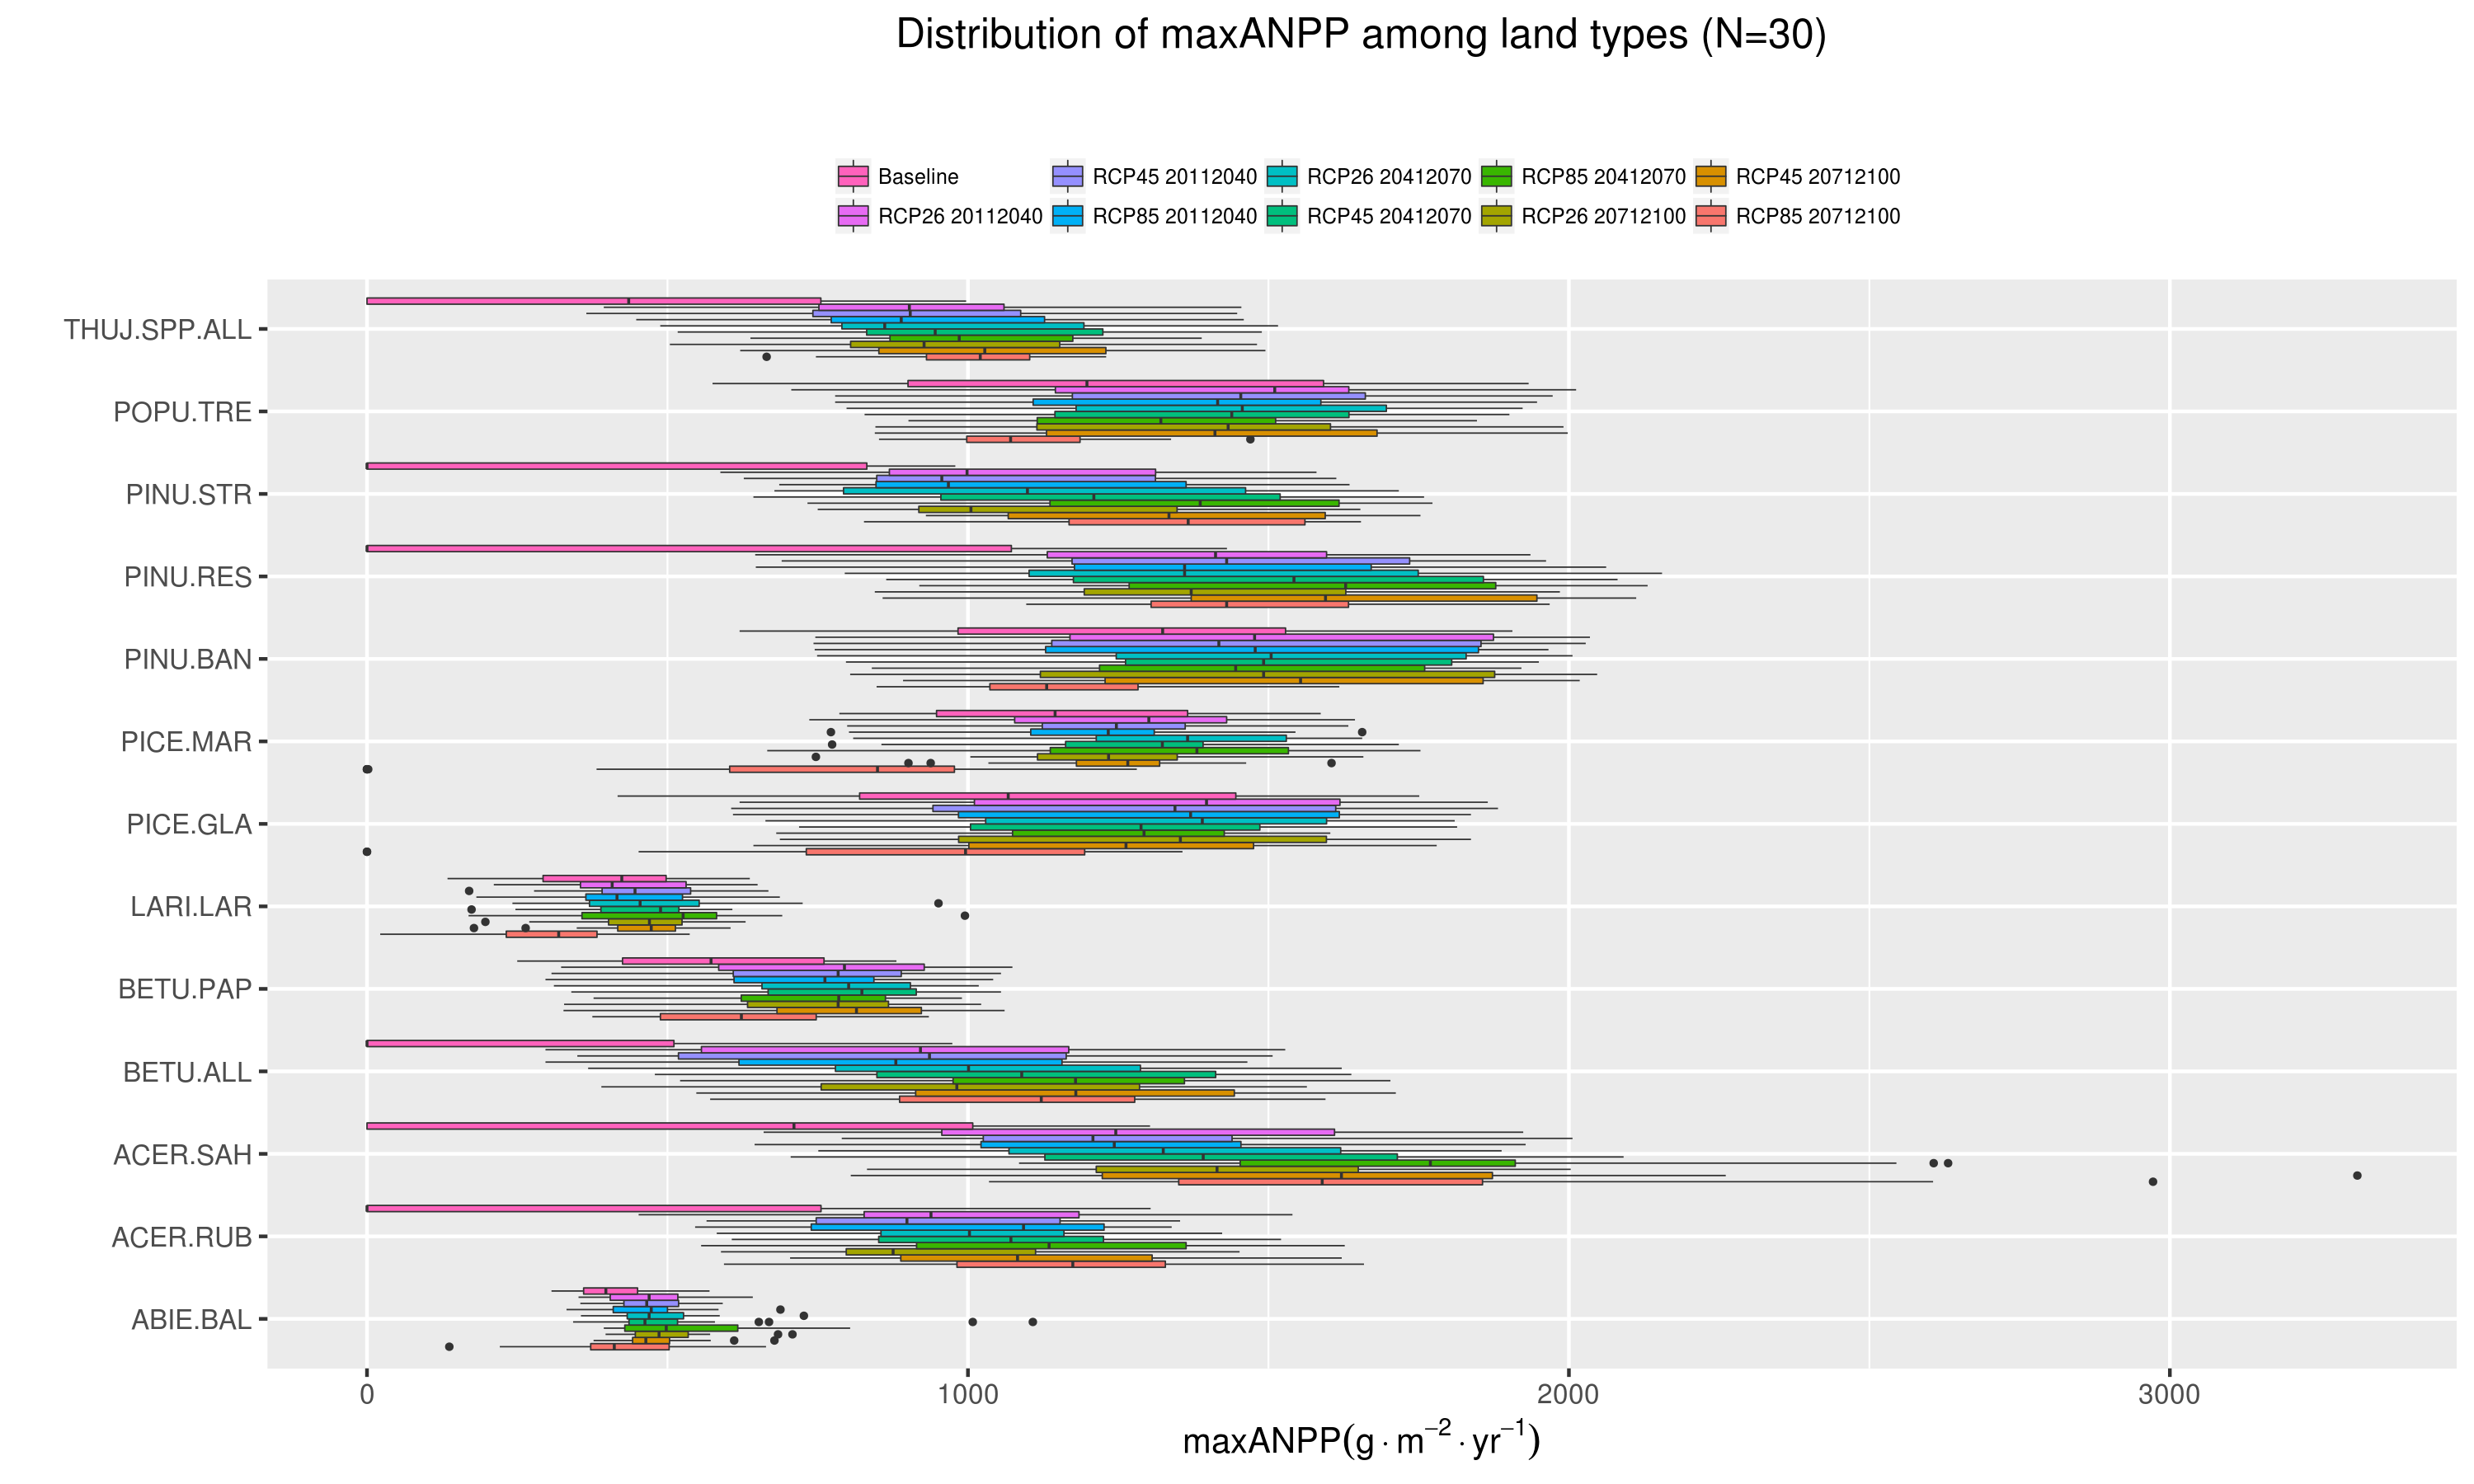 Distribution of maxANPP among land types (N=30)
Baseline RCP45 20112040 RCP26 20412070 RCP85 20412070 RCP45 20712100
RCP26 20112040 RCP85 20112040 RCP45 20412070 RCP26 20712100 RCP85 20712100
THUJ.SPP.ALL
POPU.TRE
PINU.STR
PINU.RES
PINU.BAN
PICE.MAR
PICE.GLA
LARI.LAR
BETU.PAP
BETU.ALL
ACER.SAH
ACER.RUB
ABIE.BAL
0 1000 2000 3000
maxANPP(g·m⁻²·yr⁻¹)